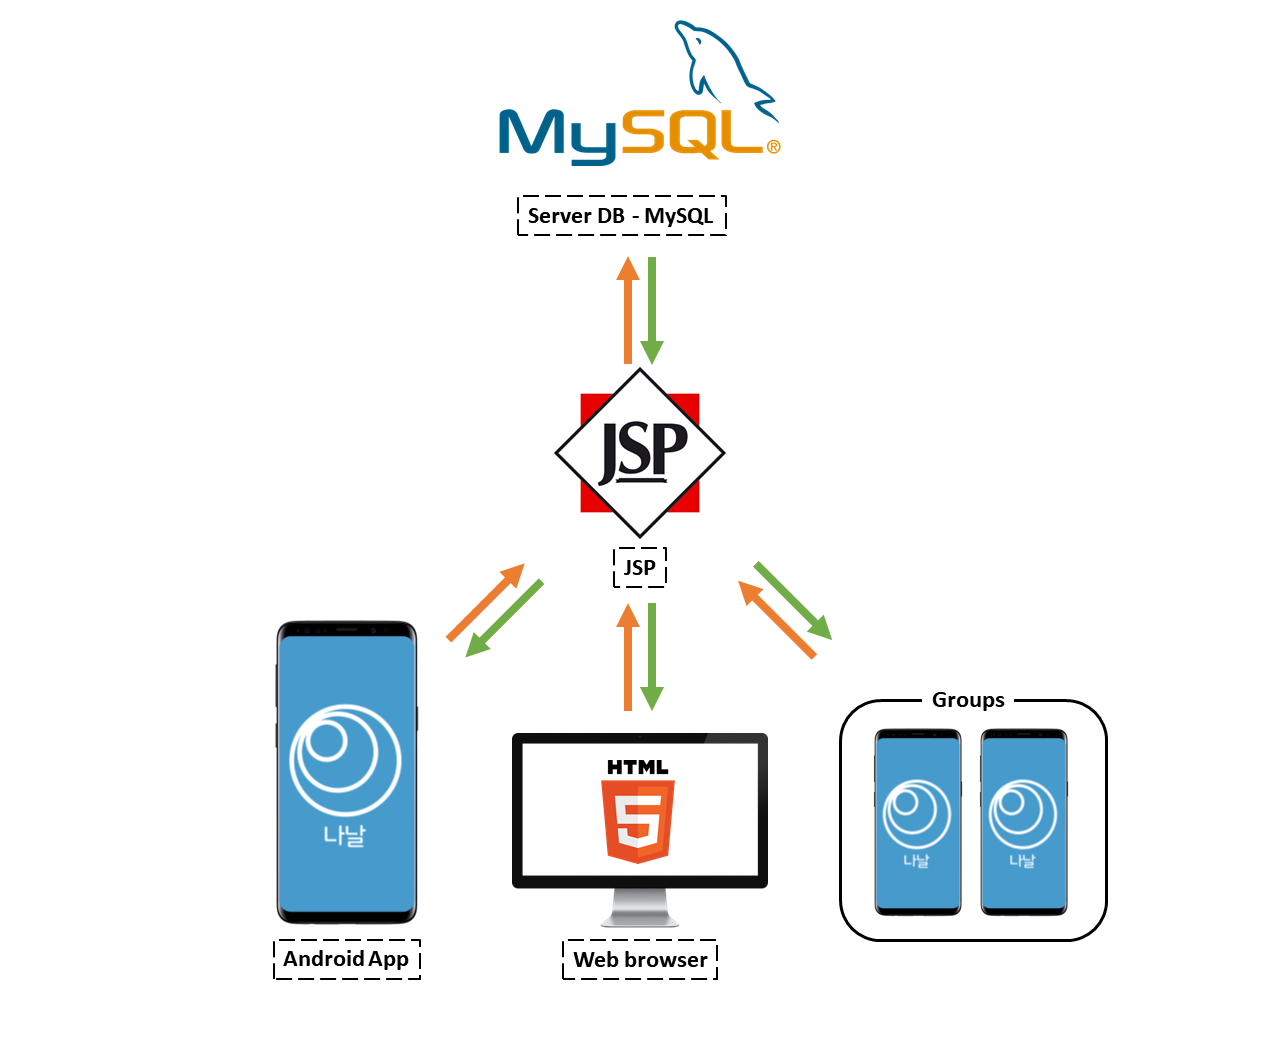 MySQL®
Server DB - MySQL
JSP
JSP
Groups
HTML
5
나날
나날
나날
Android App
Web browser